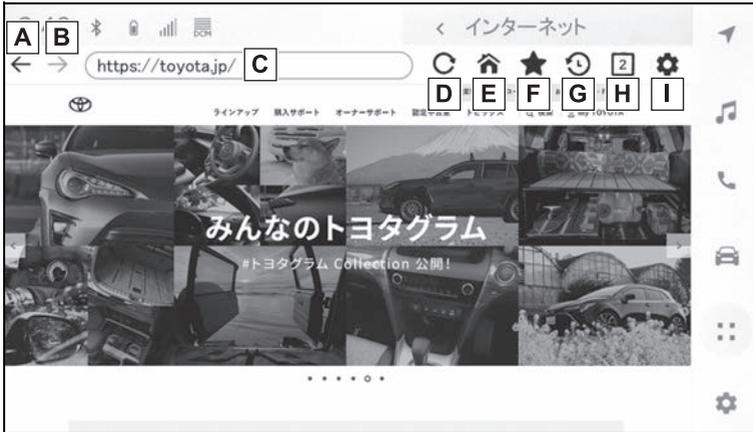 DCM
< インターネット
A B
https://toyota.jp/ C
2
D E F G H I
ラインアップ 購入サポート オーナーサポート
みんなのトヨタグラム
#トヨタグラム Collection 公開!